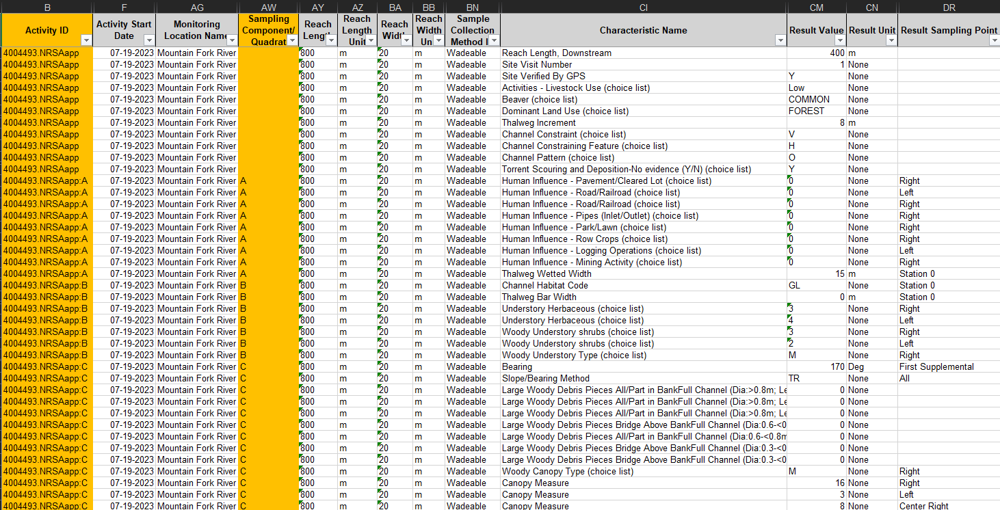 B F AG AW AY AZ BA BB BN CI CM CN DR
Activity ID Activity Start Date Monitoring Location Name Sampling Component/ Quadrat Reach Length Reach Length Unit Reach Width Reach Width Un Sample Collection Method I Characteristic Name Result Value Result Unit Result Sampling Point
4004493.NRSAapp 07-19-2023 Mountain Fork River 800 m 20 m Wadeable Reach Length, Downstream 400 m
4004493.NRSAapp 07-19-2023 Mountain Fork River 800 m 20 m Wadeable Site Visit Number 1 None
4004493.NRSAapp 07-19-2023 Mountain Fork River 800 m 20 m Wadeable Site Verified By GPS Y None
4004493.NRSAapp 07-19-2023 Mountain Fork River 800 m 20 m Wadeable Activities - Livestock Use (choice list) Low None
4004493.NRSAapp 07-19-2023 Mountain Fork River 800 m 20 m Wadeable Beaver (choice list) COMMON None
4004493.NRSAapp 07-19-2023 Mountain Fork River 800 m 20 m Wadeable Dominant Land Use (choice list) FOREST None
4004493.NRSAapp 07-19-2023 Mountain Fork River 800 m 20 m Wadeable Thalweg Increment 8 m
4004493.NRSAapp 07-19-2023 Mountain Fork River 800 m 20 m Wadeable Channel Constraint (choice list) V None
4004493.NRSAapp 07-19-2023 Mountain Fork River 800 m 20 m Wadeable Channel Constraining Feature (choice list) H None
4004493.NRSAapp 07-19-2023 Mountain Fork River 800 m 20 m Wadeable Channel Pattern (choice list) O None
4004493.NRSAapp 07-19-2023 Mountain Fork River 800 m 20 m Wadeable Torrent Scouring and Deposition-No evidence (Y/N) (choice list) Y None
4004493.NRSAapp:A 07-19-2023 Mountain Fork River A 800 m 20 m Wadeable Human Influence - Pavement/Cleared Lot (choice list) 0 None Right
4004493.NRSAapp:A 07-19-2023 Mountain Fork River A 800 m 20 m Wadeable Human Influence - Road/Railroad (choice list) 0 None Left
4004493.NRSAapp:A 07-19-2023 Mountain Fork River A 800 m 20 m Wadeable Human Influence - Road/Railroad (choice list) 0 None Right
4004493.NRSAapp:A 07-19-2023 Mountain Fork River A 800 m 20 m Wadeable Human Influence - Pipes (Inlet/Outlet) (choice list) 0 None Right
4004493.NRSAapp:A 07-19-2023 Mountain Fork River A 800 m 20 m Wadeable Human Influence - Park/Lawn (choice list) 0 None Right
4004493.NRSAapp:A 07-19-2023 Mountain Fork River A 800 m 20 m Wadeable Human Influence - Row Crops (choice list) 0 None Right
4004493.NRSAapp:A 07-19-2023 Mountain Fork River A 800 m 20 m Wadeable Human Influence - Logging Operations (choice list) 0 None Left
4004493.NRSAapp:A 07-19-2023 Mountain Fork River A 800 m 20 m Wadeable Human Influence - Mining Activity (choice list) 0 None Right
4004493.NRSAapp:A 07-19-2023 Mountain Fork River A 800 m 20 m Wadeable Thalweg Wetted Width 15 m Station 0
4004493.NRSAapp:B 07-19-2023 Mountain Fork River B 800 m 20 m Wadeable Channel Habitat Code GL None Station 0
4004493.NRSAapp:B 07-19-2023 Mountain Fork River B 800 m 20 m Wadeable Thalweg Bar Width 0 m Station 0
4004493.NRSAapp:B 07-19-2023 Mountain Fork River B 800 m 20 m Wadeable Understory Herbaceous (choice list) 3 None Right
4004493.NRSAapp:B 07-19-2023 Mountain Fork River B 800 m 20 m Wadeable Understory Herbaceous (choice list) 4 None Left
4004493.NRSAapp:B 07-19-2023 Mountain Fork River B 800 m 20 m Wadeable Woody Understory shrubs (choice list) 3 None Right
4004493.NRSAapp:B 07-19-2023 Mountain Fork River B 800 m 20 m Wadeable Woody Understory shrubs (choice list) 2 None Left
4004493.NRSAapp:B 07-19-2023 Mountain Fork River B 800 m 20 m Wadeable Woody Understory Type (choice list) M None Right
4004493.NRSAapp:C 07-19-2023 Mountain Fork River C 800 m 20 m Wadeable Bearing 170 Deg First Supplemental
4004493.NRSAapp:C 07-19-2023 Mountain Fork River C 800 m 20 m Wadeable Slope/Bearing Method TR None All
4004493.NRSAapp:C 07-19-2023 Mountain Fork River C 800 m 20 m Wadeable Large Woody Debris Pieces All/Part in BankFull Channel (Dia:>0.8m; Le 0 None
4004493.NRSAapp:C 07-19-2023 Mountain Fork River C 800 m 20 m Wadeable Large Woody Debris Pieces All/Part in BankFull Channel (Dia:>0.8m; Le 0 None
4004493.NRSAapp:C 07-19-2023 Mountain Fork River C 800 m 20 m Wadeable Large Woody Debris Pieces All/Part in BankFull Channel (Dia:>0.8m; Le 0 None
4004493.NRSAapp:C 07-19-2023 Mountain Fork River C 800 m 20 m Wadeable Large Woody Debris Pieces Bridge Above BankFull Channel (Dia:0.6-<0 0 None
4004493.NRSAapp:C 07-19-2023 Mountain Fork River C 800 m 20 m Wadeable Large Woody Debris Pieces All/Part in BankFull Channel (Dia:0.6-<0.8m 0 None
4004493.NRSAapp:C 07-19-2023 Mountain Fork River C 800 m 20 m Wadeable Large Woody Debris Pieces Bridge Above BankFull Channel (Dia:0.3-<0 0 None
4004493.NRSAapp:C 07-19-2023 Mountain Fork River C 800 m 20 m Wadeable Large Woody Debris Pieces Bridge Above BankFull Channel (Dia:0.3-<0 0 None
4004493.NRSAapp:C 07-19-2023 Mountain Fork River C 800 m 20 m Wadeable Woody Canopy Type (choice list) M None Right
4004493.NRSAapp:C 07-19-2023 Mountain Fork River C 800 m 20 m Wadeable Canopy Measure 16 None Right
4004493.NRSAapp:C 07-19-2023 Mountain Fork River C 800 m 20 m Wadeable Canopy Measure 3 None Left
4004493.NRSAapp:C 07-19-2023 Mountain Fork River C 800 m 20 m Wadeable Canopy Measure 8 None Center Right